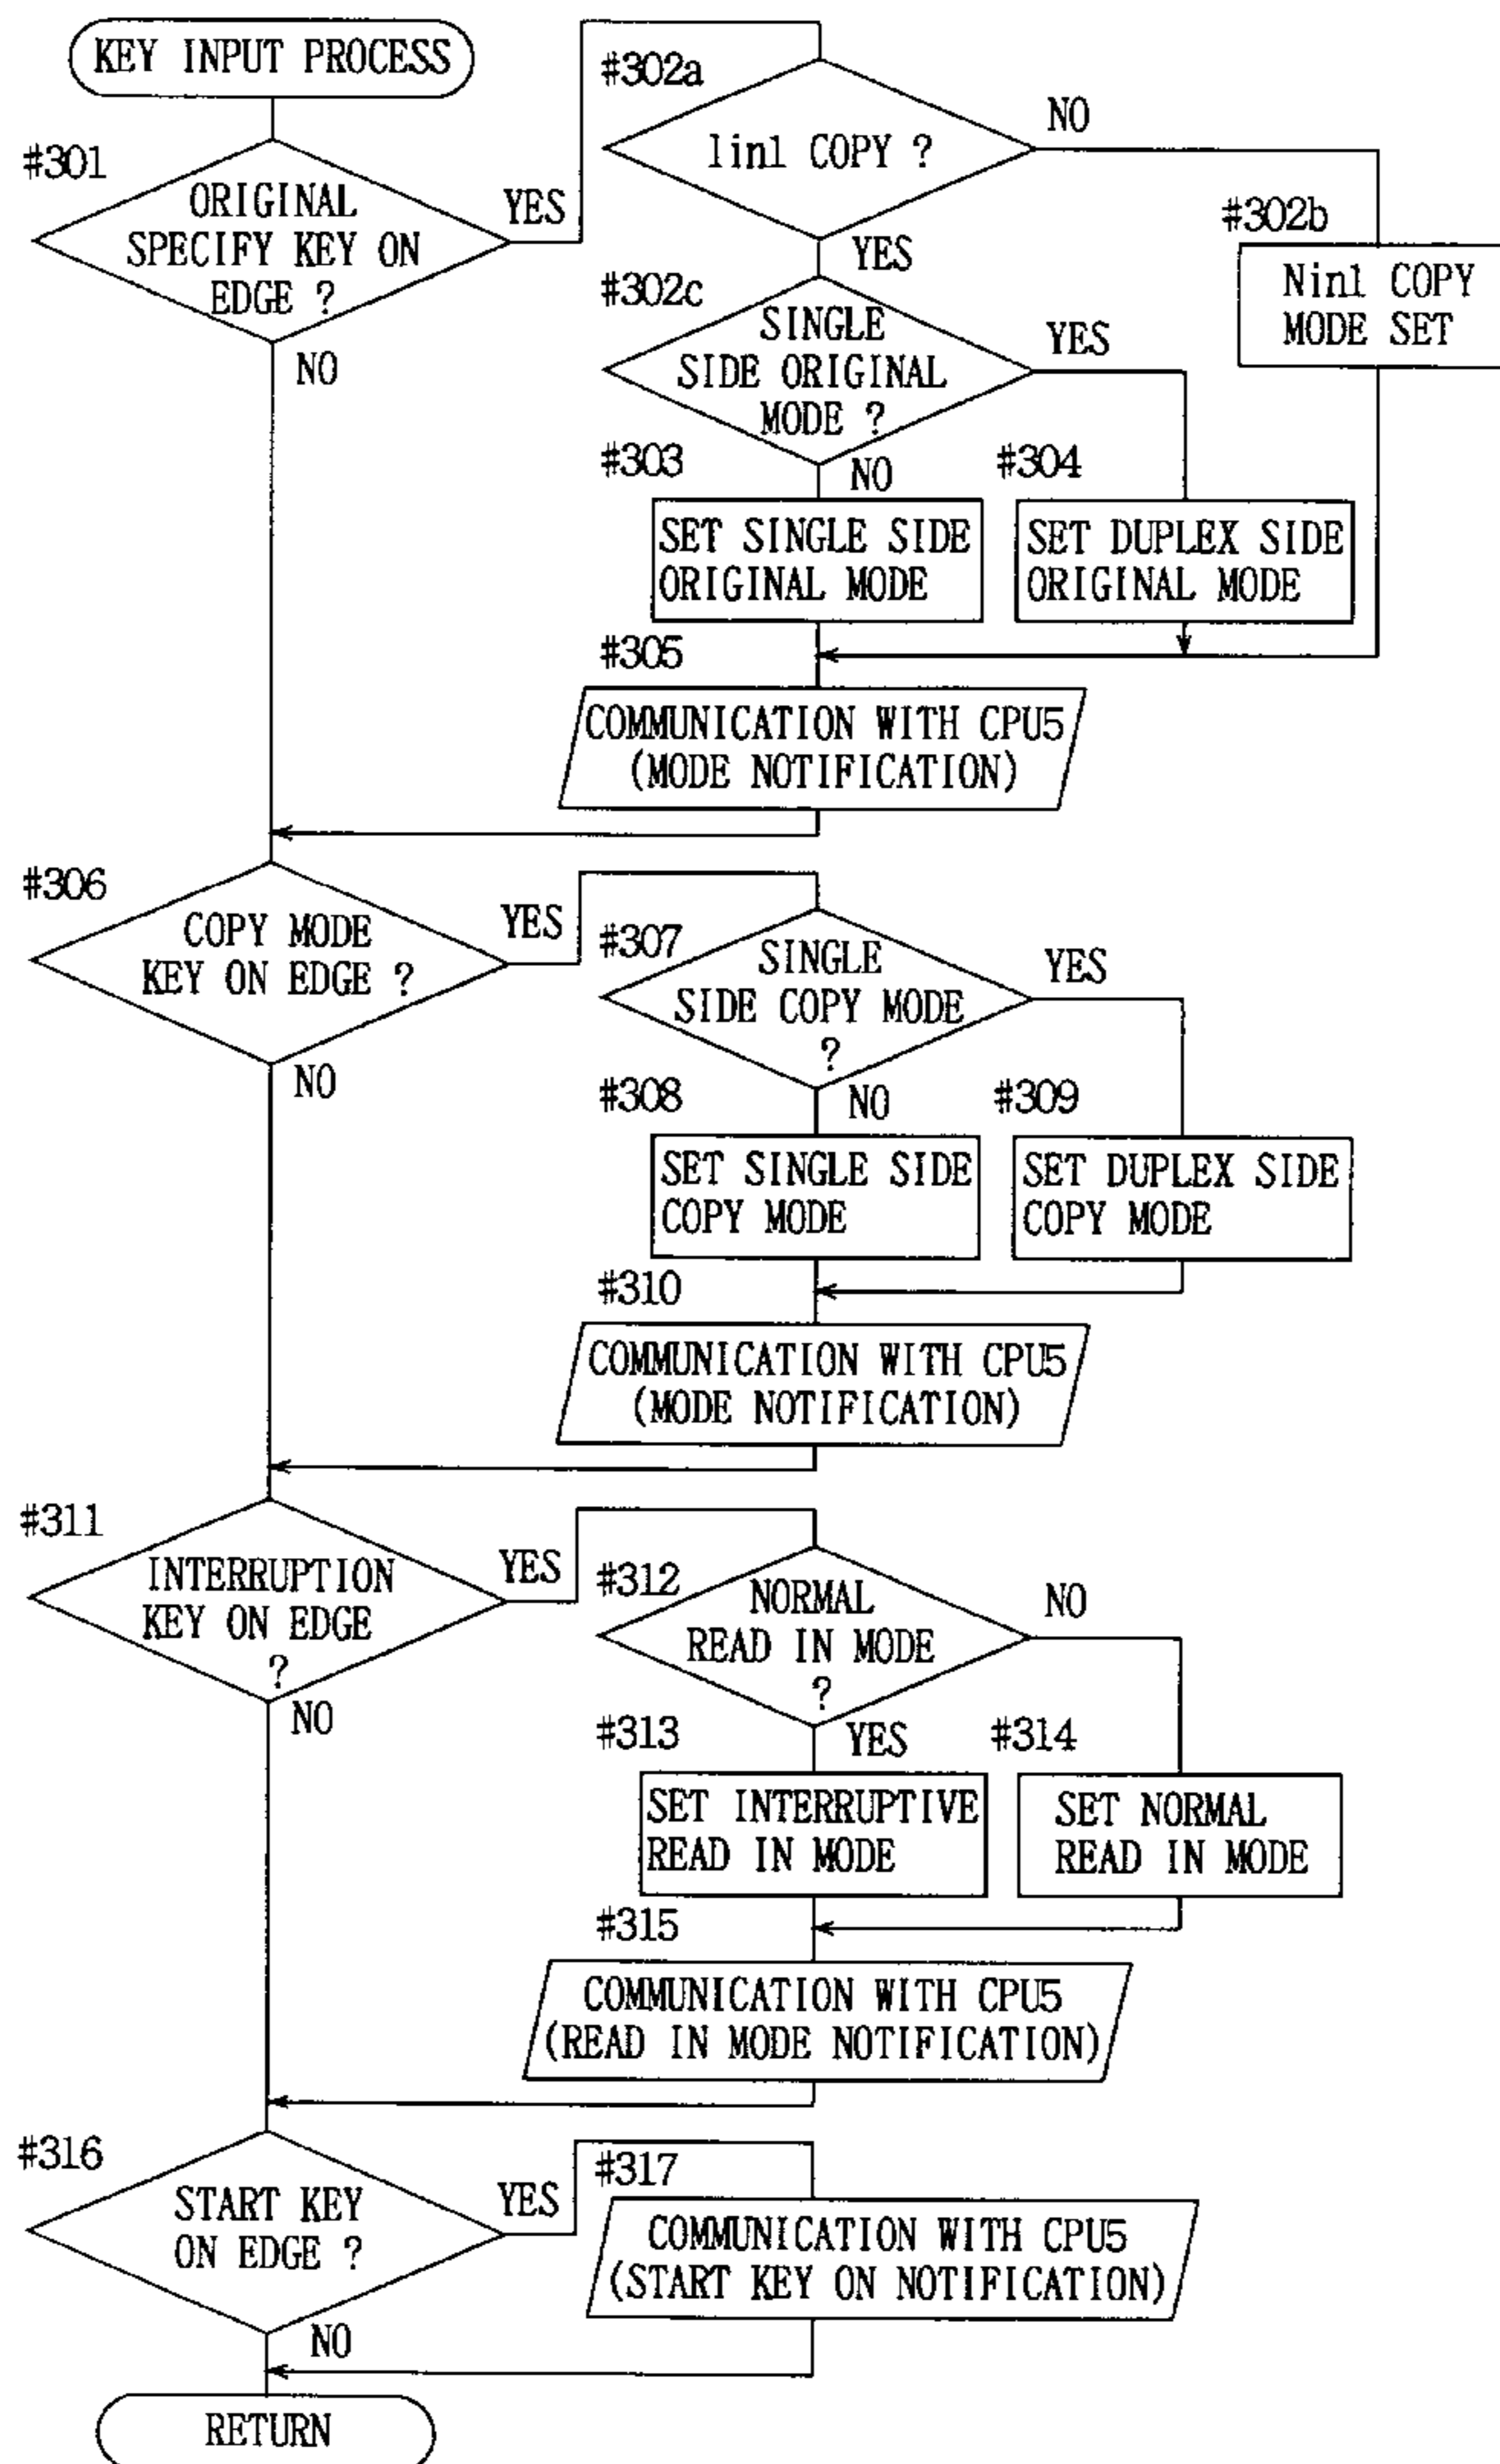 KEY INPUT PROCESS
#301
ORIGINAL
SPECIFY KEY ON
EDGE ?
YES
NO
#302a
1in1 COPY ?
NO
YES
#302b
Nin1 COPY
MODE SET
#302c
SINGLE
SIDE ORIGINAL
MODE ?
YES
NO
#303
SET SINGLE SIDE
ORIGINAL MODE
#304
SET DUPLEX SIDE
ORIGINAL MODE
#305
COMMUNICATION WITH CPU5
(MODE NOTIFICATION)
#306
COPY MODE
KEY ON EDGE ?
YES
NO
#307
SINGLE
SIDE COPY MODE
?
YES
NO
#308
SET SINGLE SIDE
COPY MODE
#309
SET DUPLEX SIDE
COPY MODE
#310
COMMUNICATION WITH CPU5
(MODE NOTIFICATION)
#311
INTERRUPTION
KEY ON EDGE
?
YES
NO
#312
NORMAL
READ IN MODE
?
NO
YES
#313
SET INTERRUPTIVE
READ IN MODE
#314
SET NORMAL
READ IN MODE
#315
COMMUNICATION WITH CPU5
(READ IN MODE NOTIFICATION)
#316
START KEY
ON EDGE ?
YES
NO
#317
COMMUNICATION WITH CPU5
(START KEY ON NOTIFICATION)
RETURN